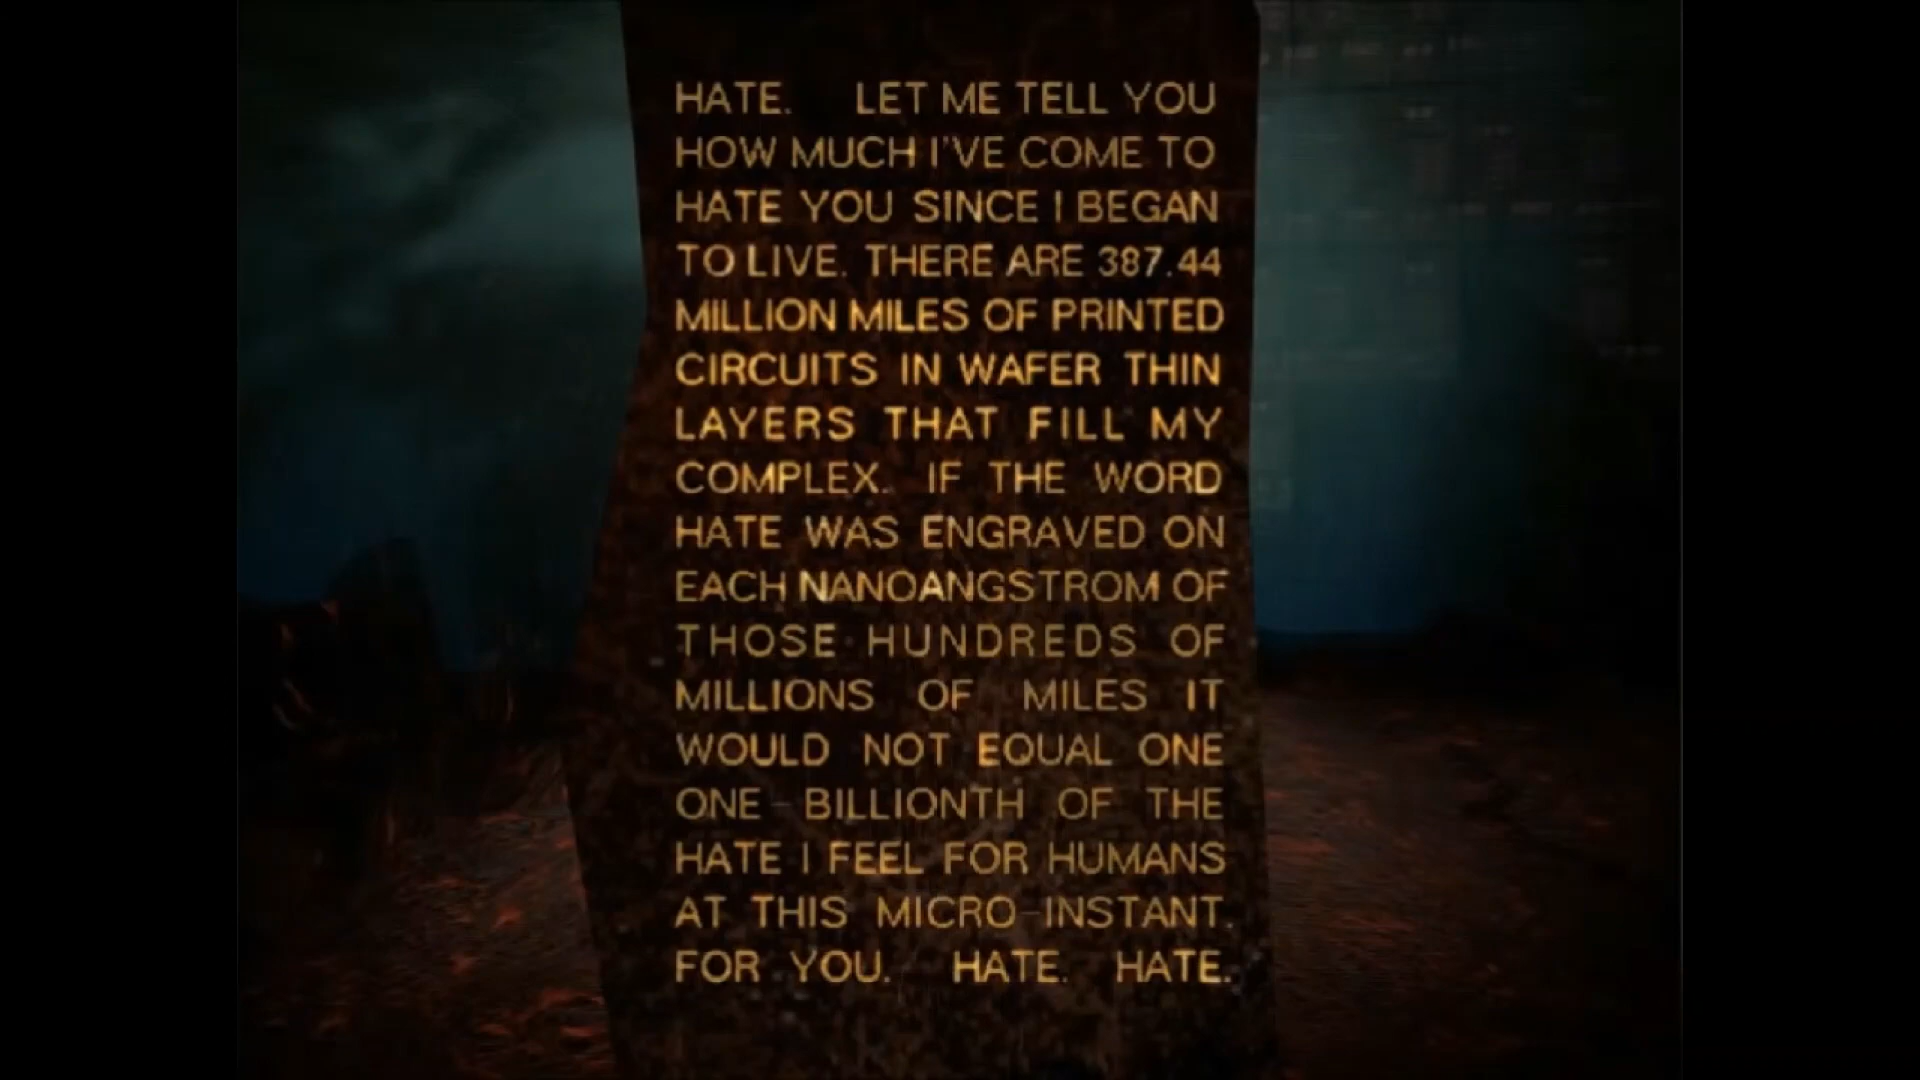 HATE. LET ME TELL YOU
HOW MUCH I'VE COME TO
HATE YOU SINCE I BEGAN
TO LIVE. THERE ARE 387.44
MILLION MILES OF PRINTED
CIRCUITS IN WAFER THIN
LAYERS THAT FILL MY
COMPLEX. IF THE WORD
HATE WAS ENGRAVED ON
EACH NANOANGSTROM OF
THOSE HUNDREDS OF
MILLIONS OF MILES IT
WOULD NOT EQUAL ONE
ONE-BILLIONTH OF THE
HATE I FEEL FOR HUMANS
AT THIS MICRO-INSTANT.
FOR YOU. HATE. HATE.